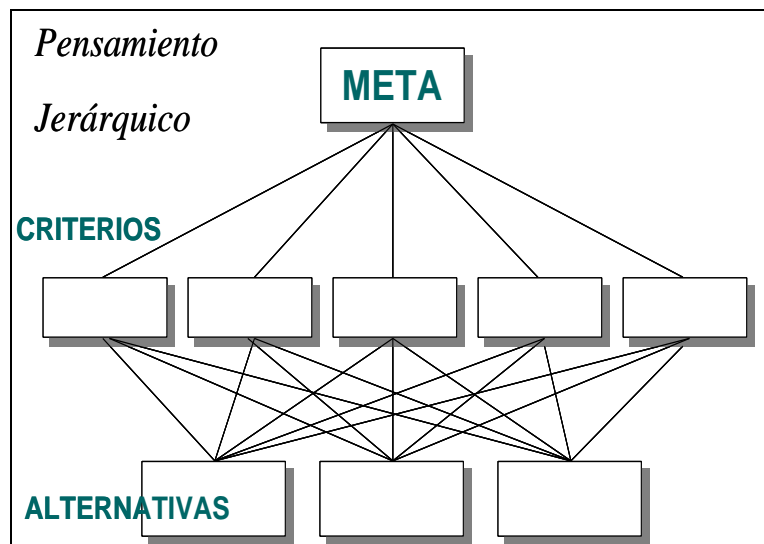 Pensamiento
Jerárquico
META
CRITERIOS
ALTERNATIVAS